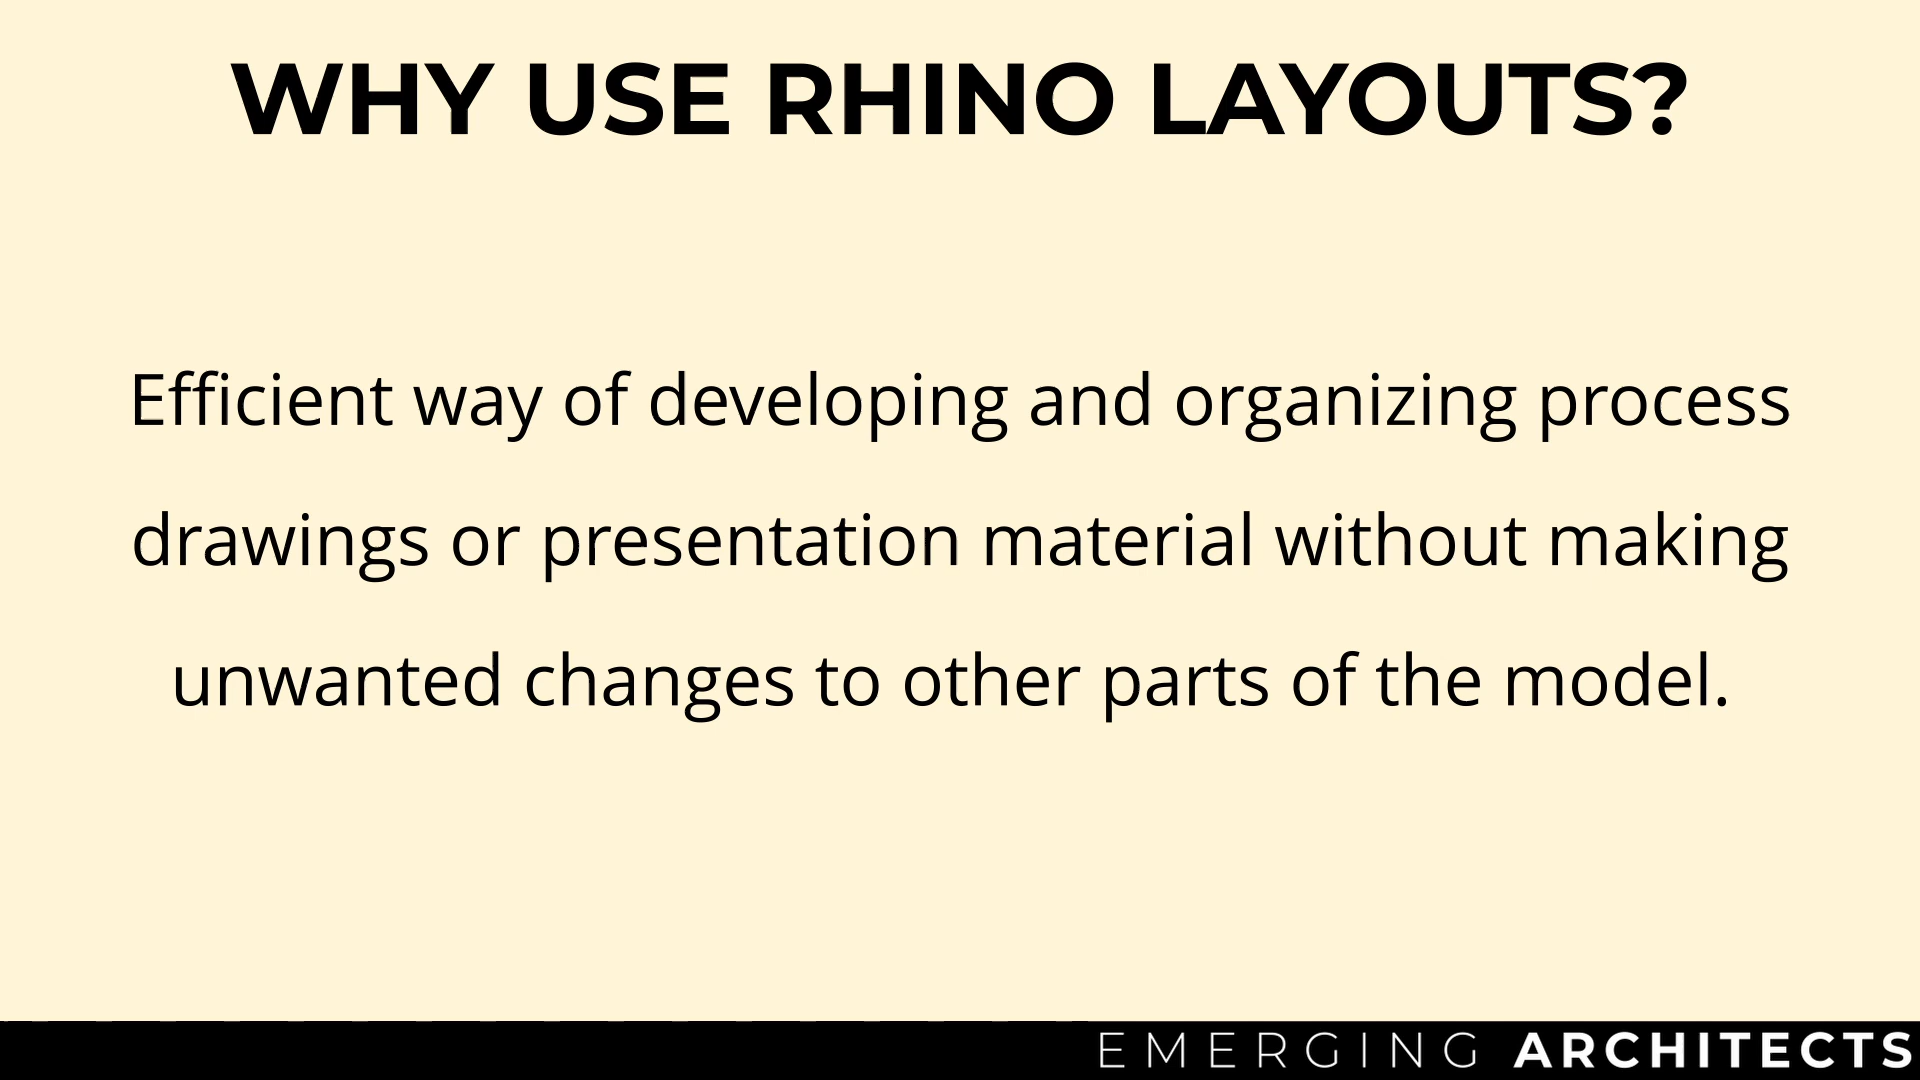 WHY USE RHINO LAYOUTS?
Efficient way of developing and organizing process
drawings or presentation material without making
unwanted changes to other parts of the model.
EMERGING ARCHITECTS